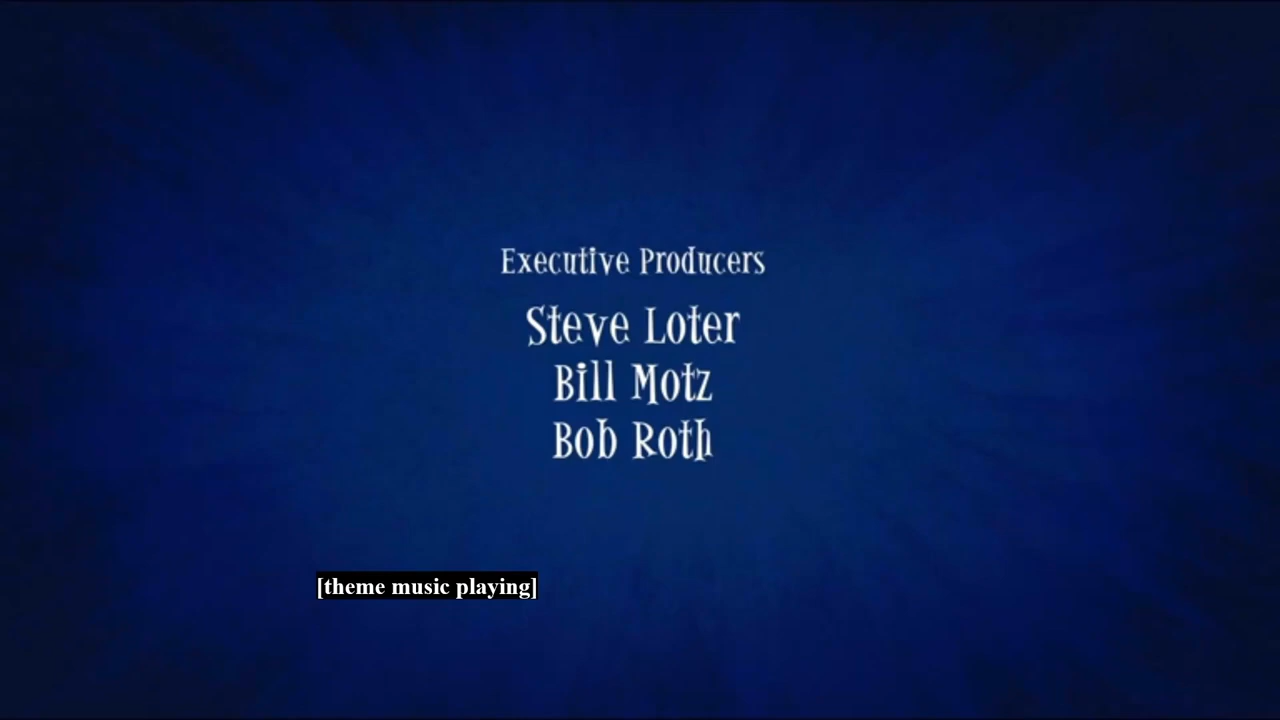 Executive Producers
Steve Loter
Bill Motz
Bob Roth
[theme music playing]